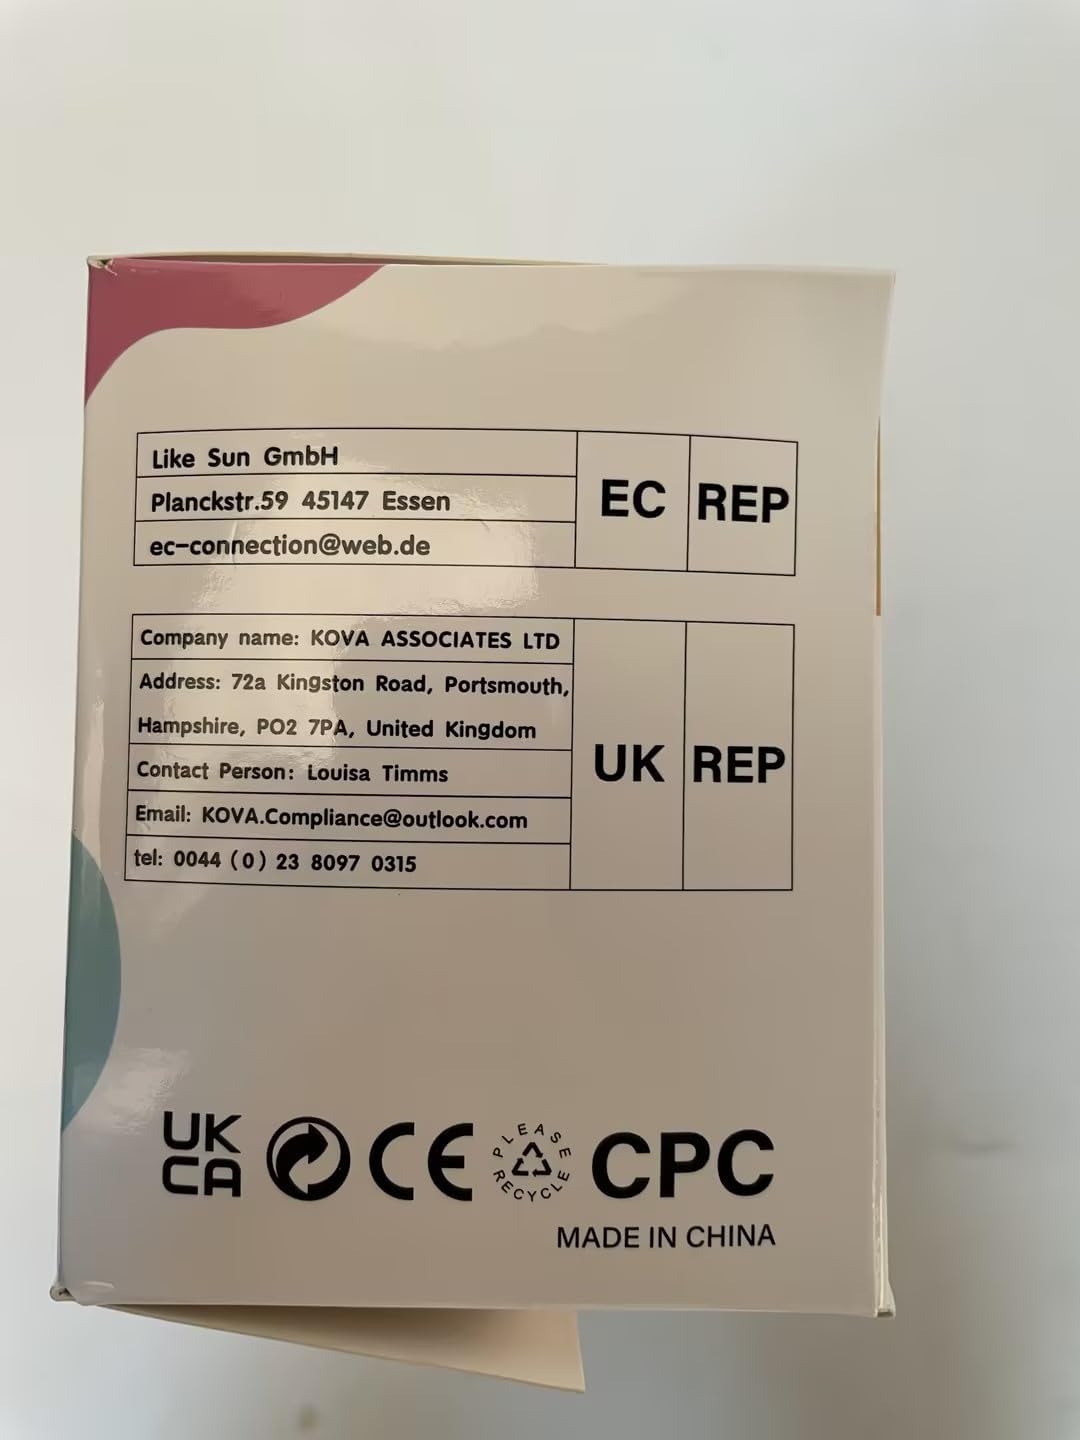 Like Sun GmbH
Planckstr.59 45147 Essen
ec-connection@web.de
EC REP
Company name: KOVA ASSOCIATES LTD
Address: 72a Kingston Road, Portsmouth,
Hampshire, PO2 7PA, United Kingdom
Contact Person: Louisa Timms
Email: KOVA.Compliance@outlook.com
tel: 0044 (0) 23 8097 0315
UK REP
UK
CA
CE
PLEASE RECYCLE
CPC
MADE IN CHINA